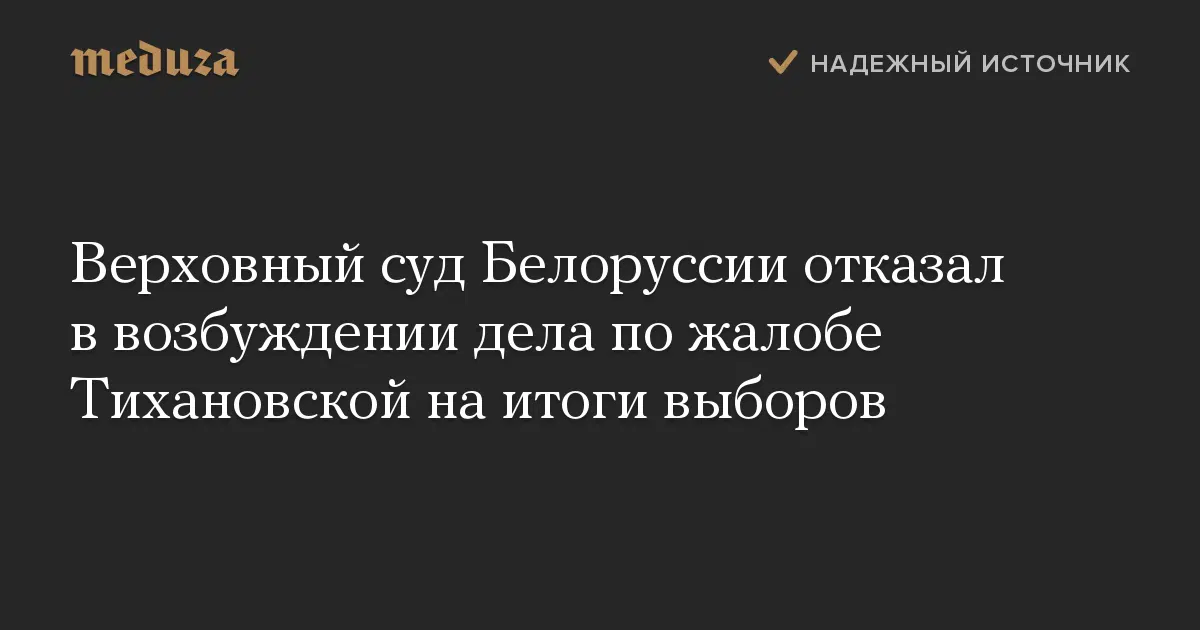 meduza
НАДЕЖНЫЙ ИСТОЧНИК
Верховный суд Белоруссии отказал
в возбуждении дела по жалобе
Тихановской на итоги выборов